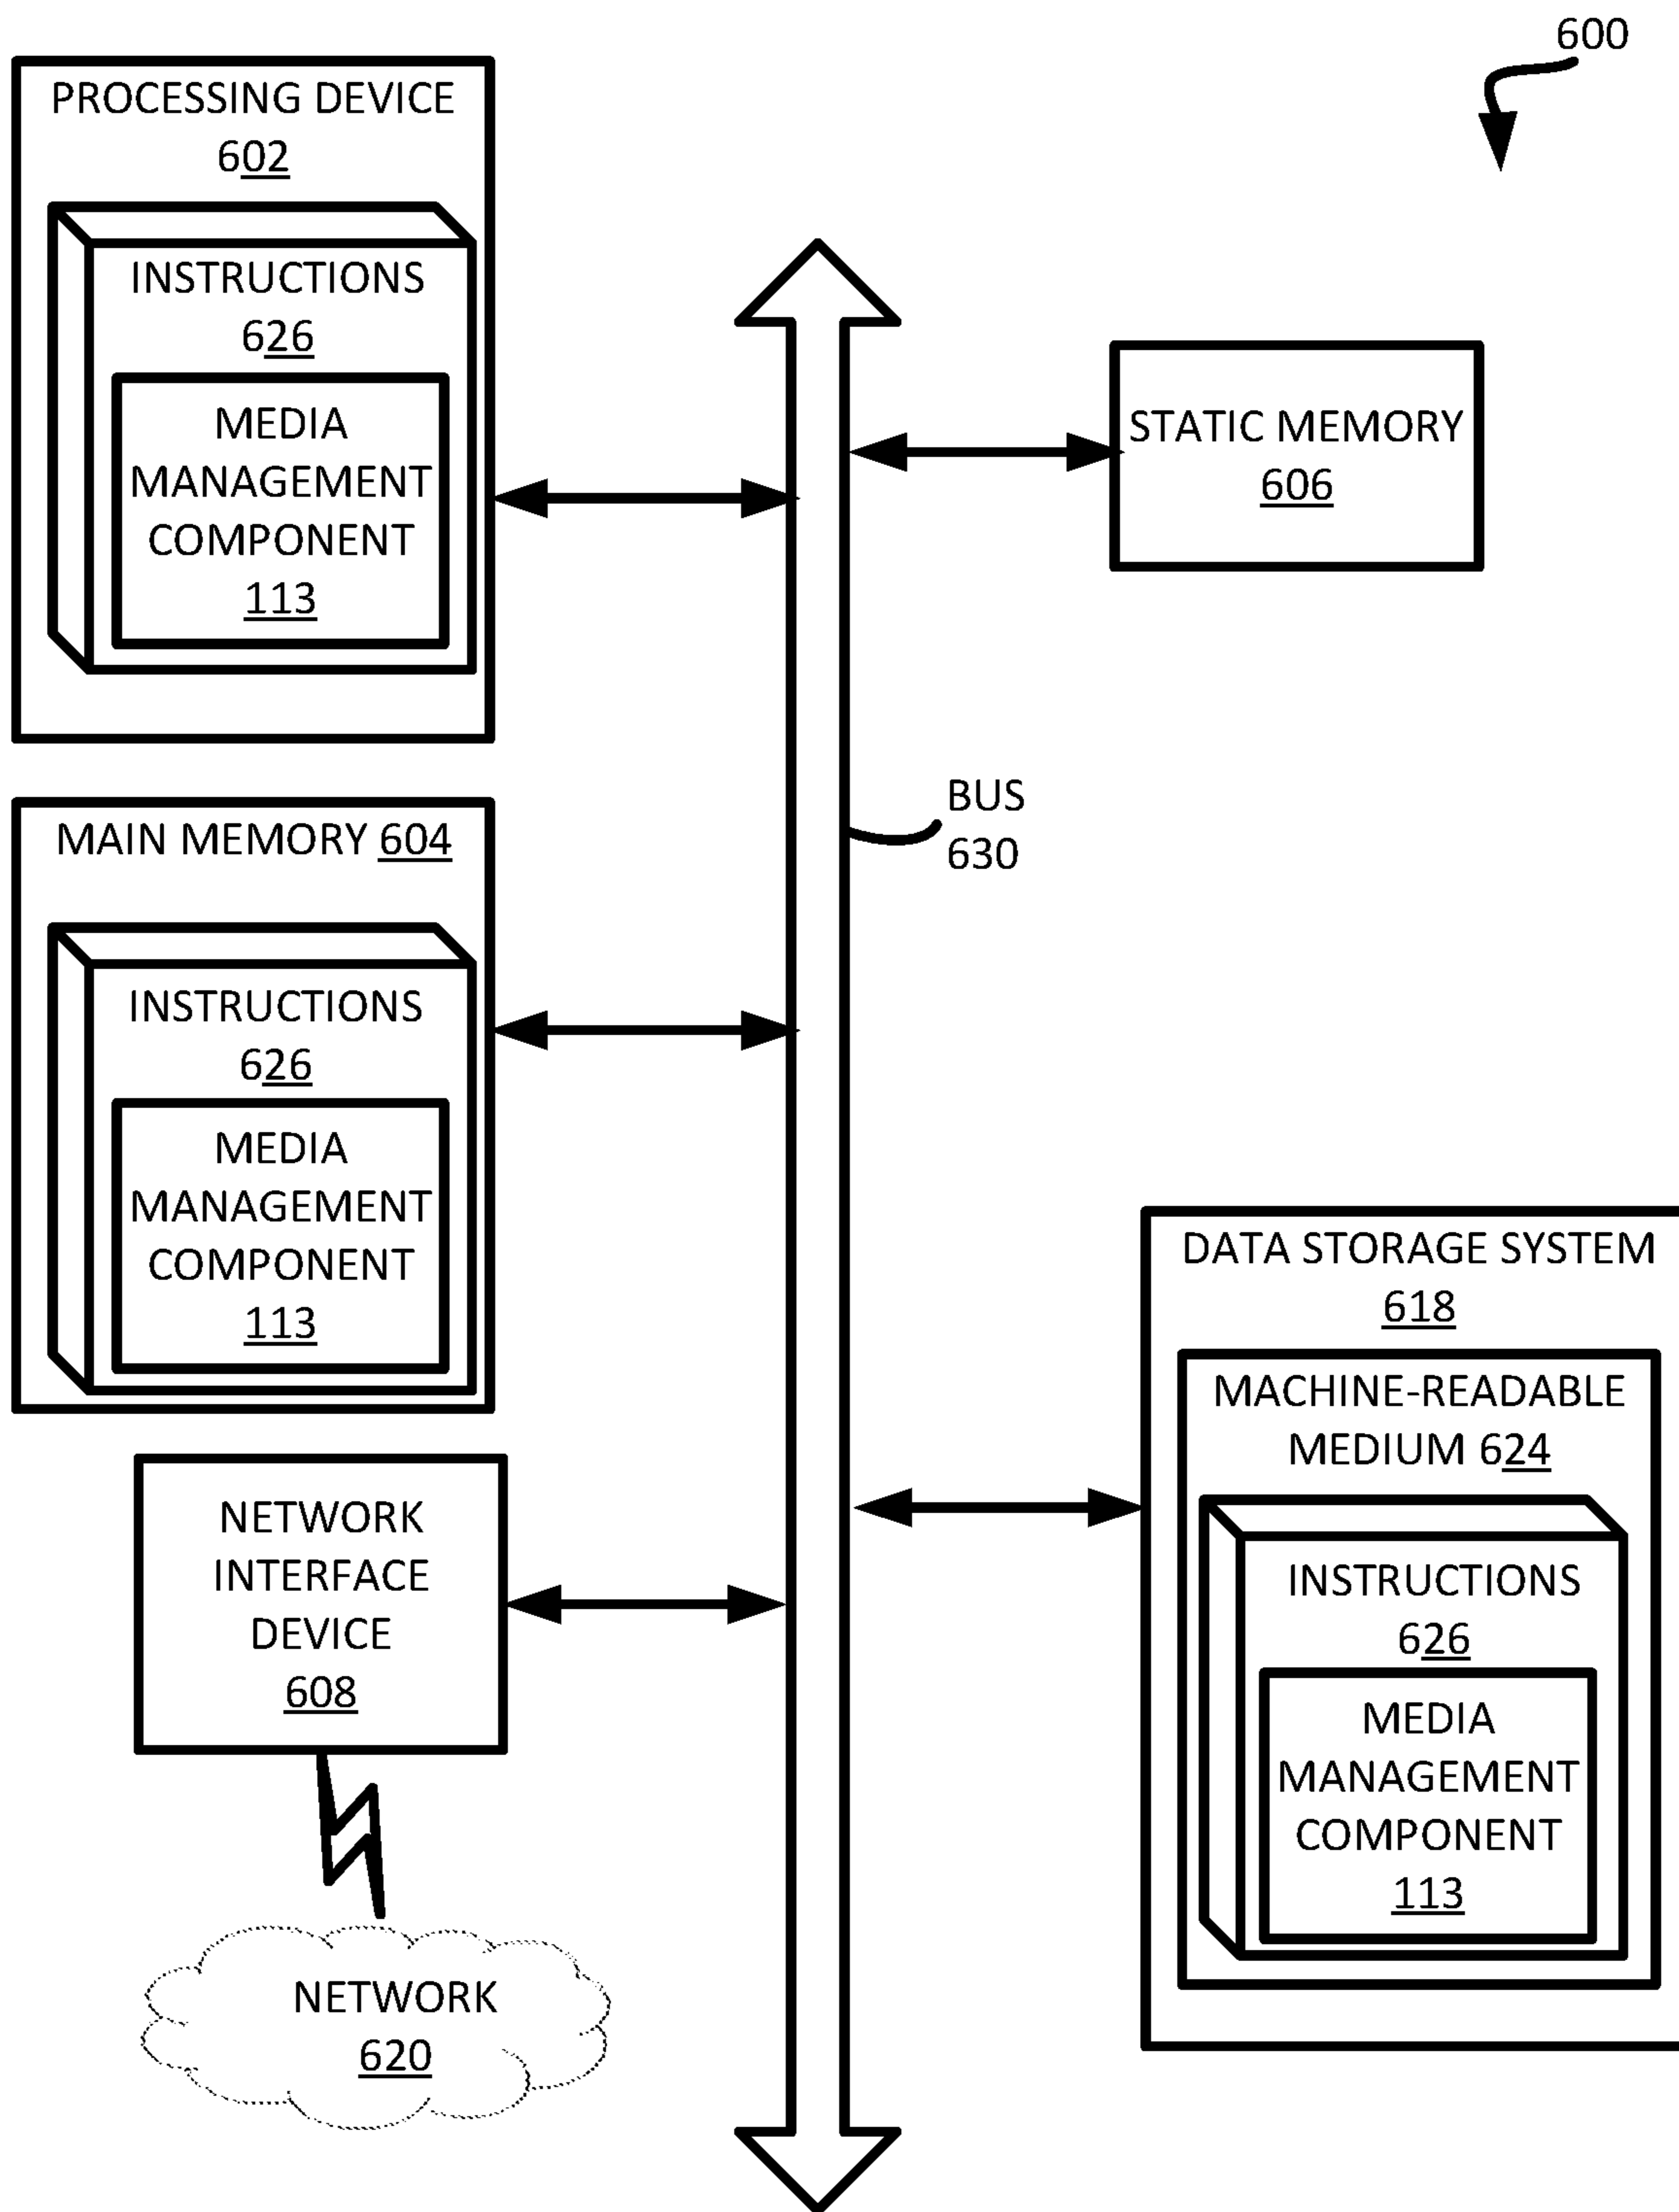 600
PROCESSING DEVICE
602
INSTRUCTIONS
626
MEDIA
MANAGEMENT
COMPONENT
113
STATIC MEMORY
606
BUS
630
MAIN MEMORY 604
INSTRUCTIONS
626
MEDIA
MANAGEMENT
COMPONENT
113
DATA STORAGE SYSTEM
618
MACHINE-READABLE
MEDIUM 624
INSTRUCTIONS
626
MEDIA
MANAGEMENT
COMPONENT
113
NETWORK
INTERFACE
DEVICE
608
NETWORK
620